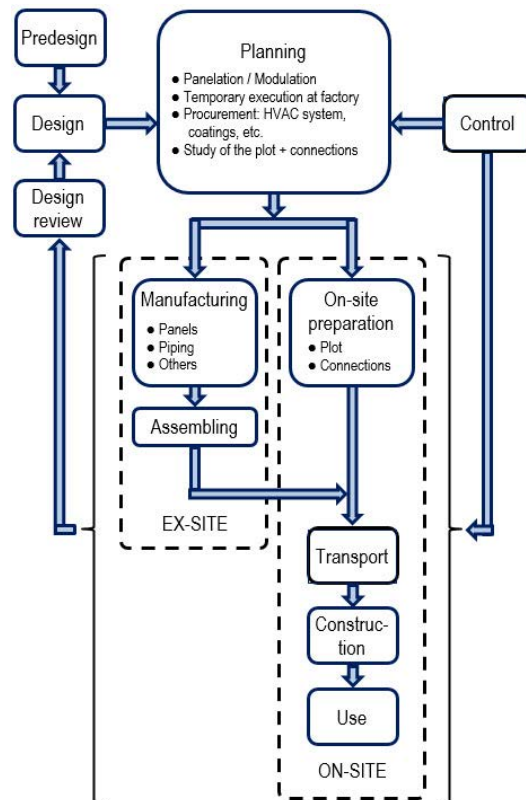 Predesign
Design
Design
review
Planning
● Panelation / Modulation
● Temporary execution at factory
● Procurement: HVAC system,
coatings, etc.
● Study of the plot + connections
Control
Manufacturing
● Panels
● Piping
● Others
Assembling
EX-SITE
On-site
preparation
● Plot
● Connections
Transport
Construc-
tion
Use
ON-SITE